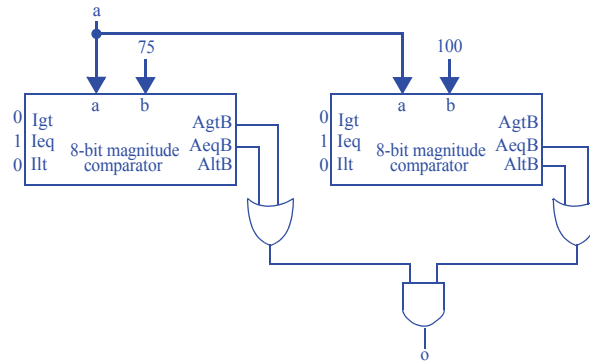 a
75
100
a b
a b
0 Igt
AgtB
1 Ieq
AeqB
0 Ilt
AltB
8-bit magnitude
comparator
0 Igt
AgtB
1 Ieq
AeqB
0 Ilt
AltB
8-bit magnitude
comparator
o